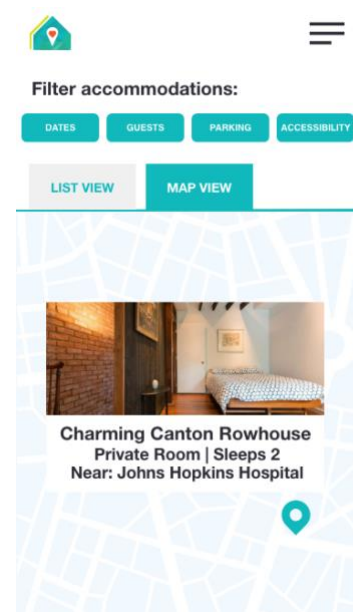 Filter accommodations:
DATES GUESTS PARKING ACCESSIBILITY
LIST VIEW MAP VIEW
Charming Canton Rowhouse
Private Room | Sleeps 2
Near: Johns Hopkins Hospital